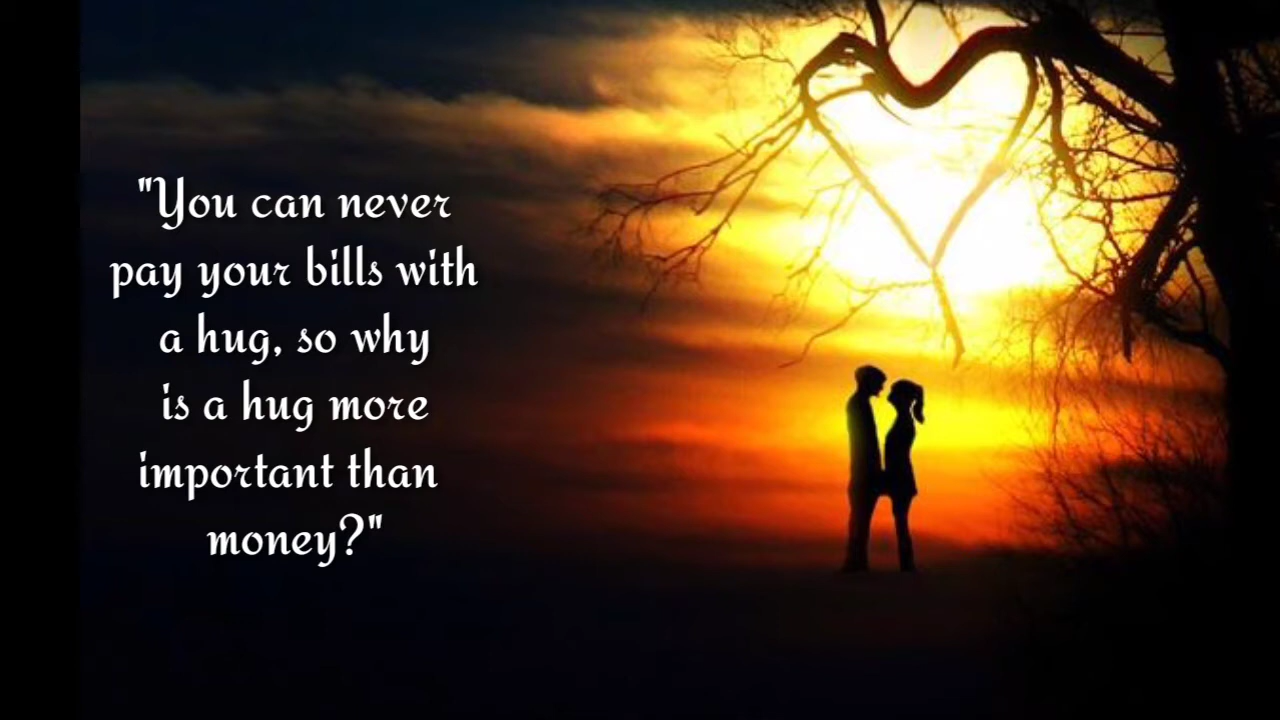 "You can never
pay your bills with
a hug, so why
is a hug more
important than
money?"